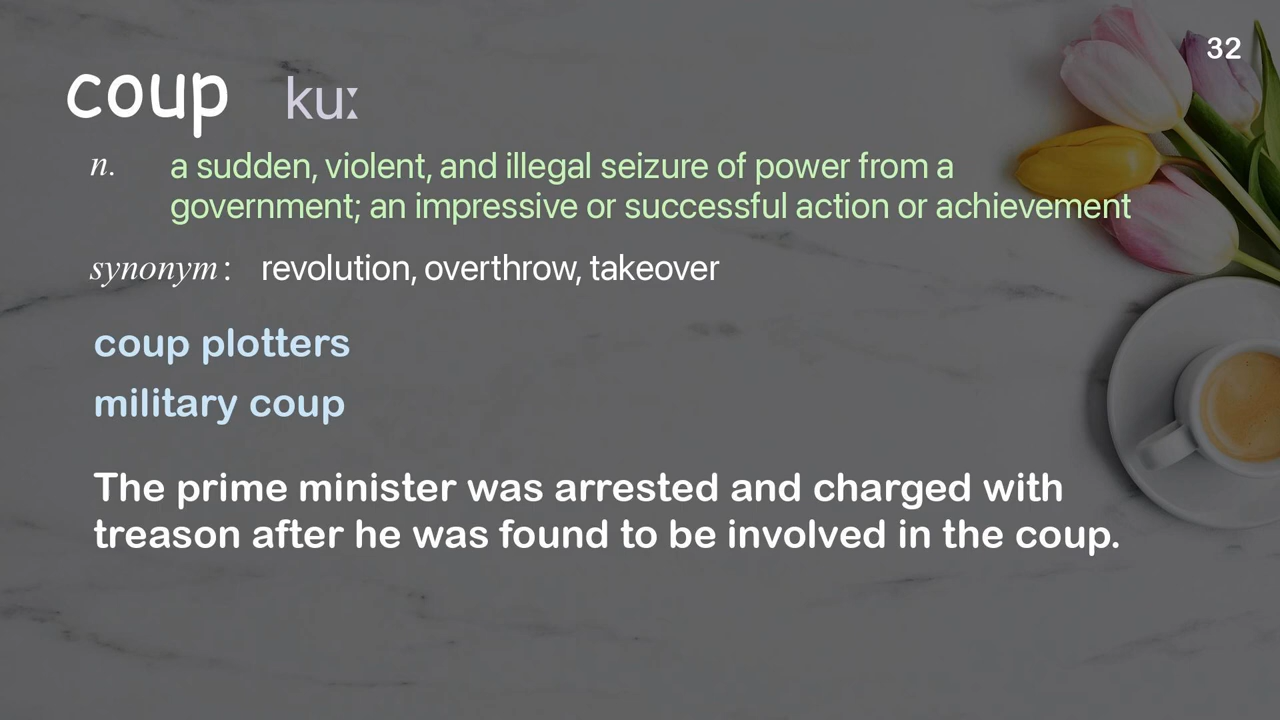 32
coup kuː
n. a sudden, violent, and illegal seizure of power from a
government; an impressive or successful action or achievement
synonym : revolution, overthrow, takeover
coup plotters
military coup
The prime minister was arrested and charged with
treason after he was found to be involved in the coup.